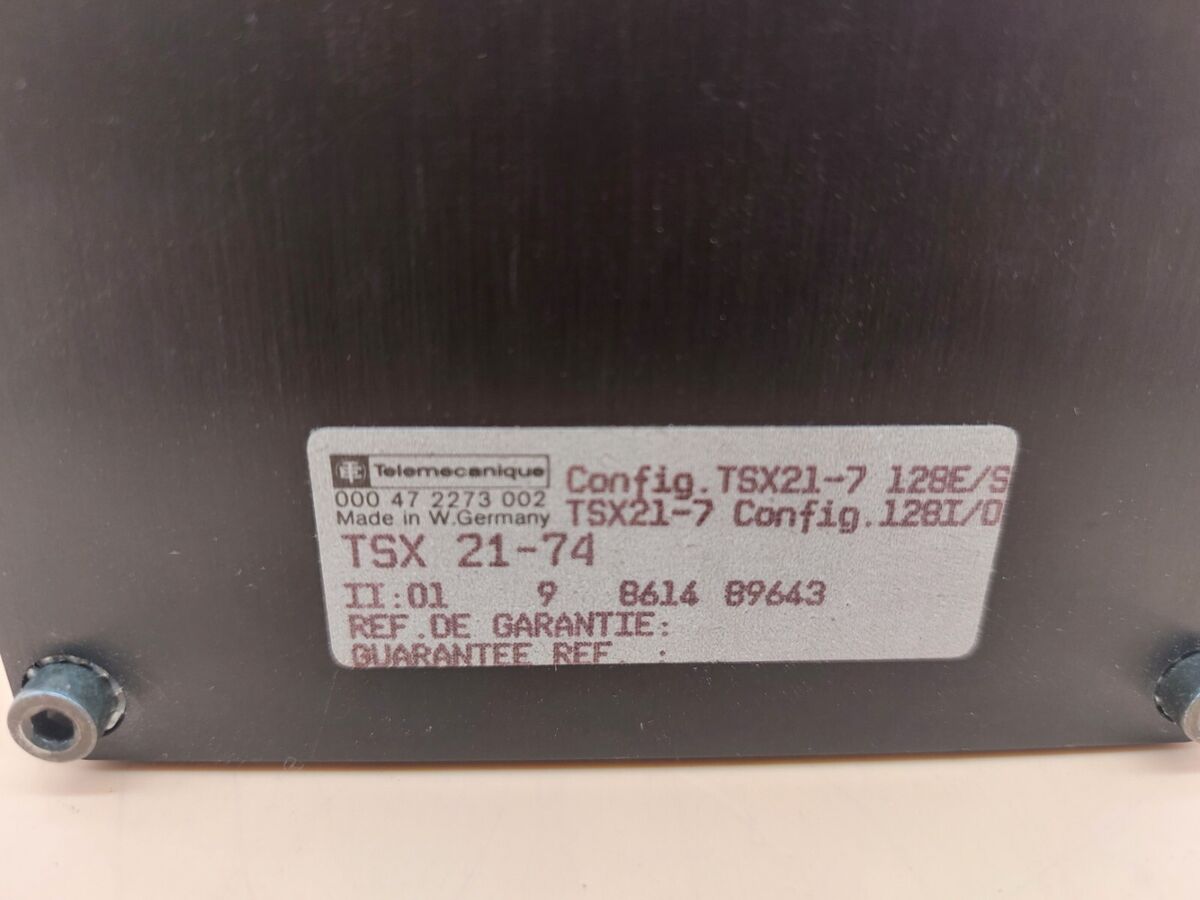 Telemecanique
000 47 2273 002
Made in W.Germany
Config.TSX21-7 128E/S
TSX21-7 Config.128I/O
TSX 21-74
II:01 9 8614 89643
REF.DE GARANTIE:
GUARANTEE REF. :